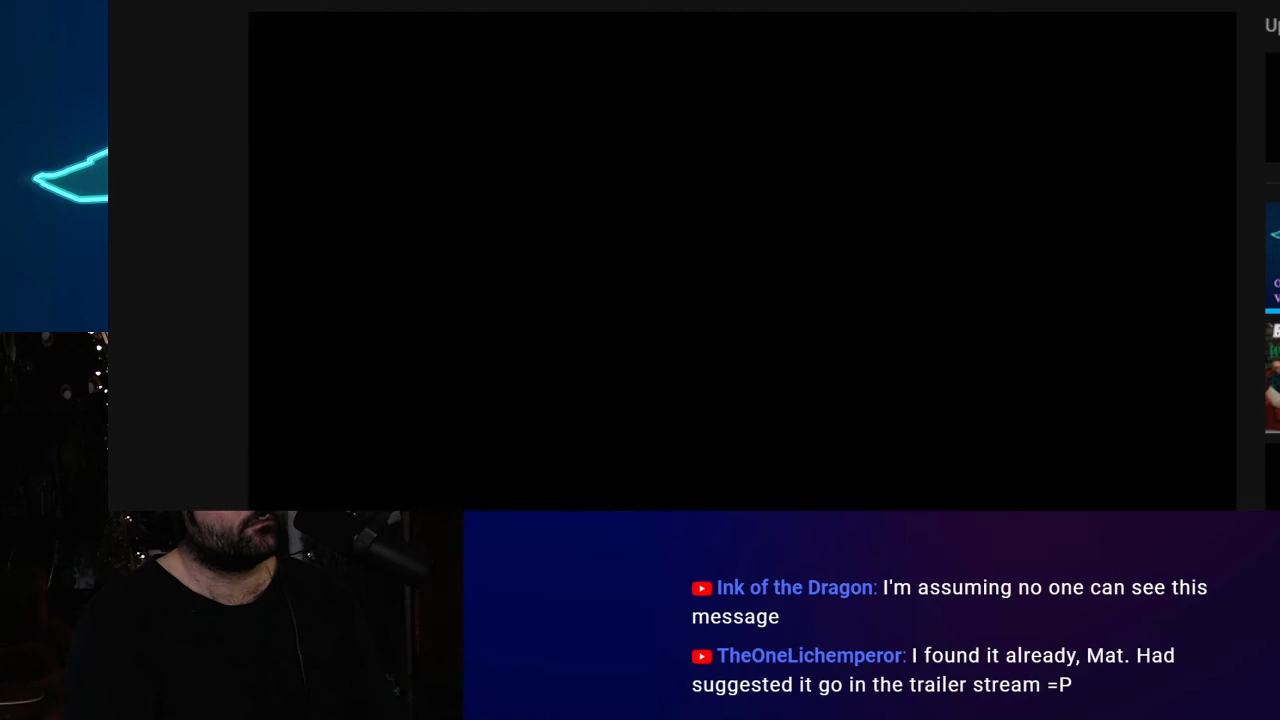 Up
Ink of the Dragon: I'm assuming no one can see this
message
TheOneLichemperor: I found it already, Mat. Had
suggested it go in the trailer stream =P